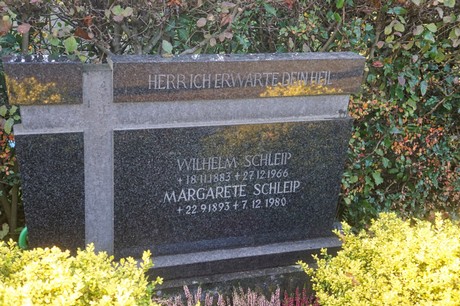 HERR ICH ERWARTE DEIN HEIL
WILHELM SCHLEIP
+ 18.11.1883 + 27.12.1966
MARGARETE SCHLEIP
+ 22.9.1893 + 7.12.1980